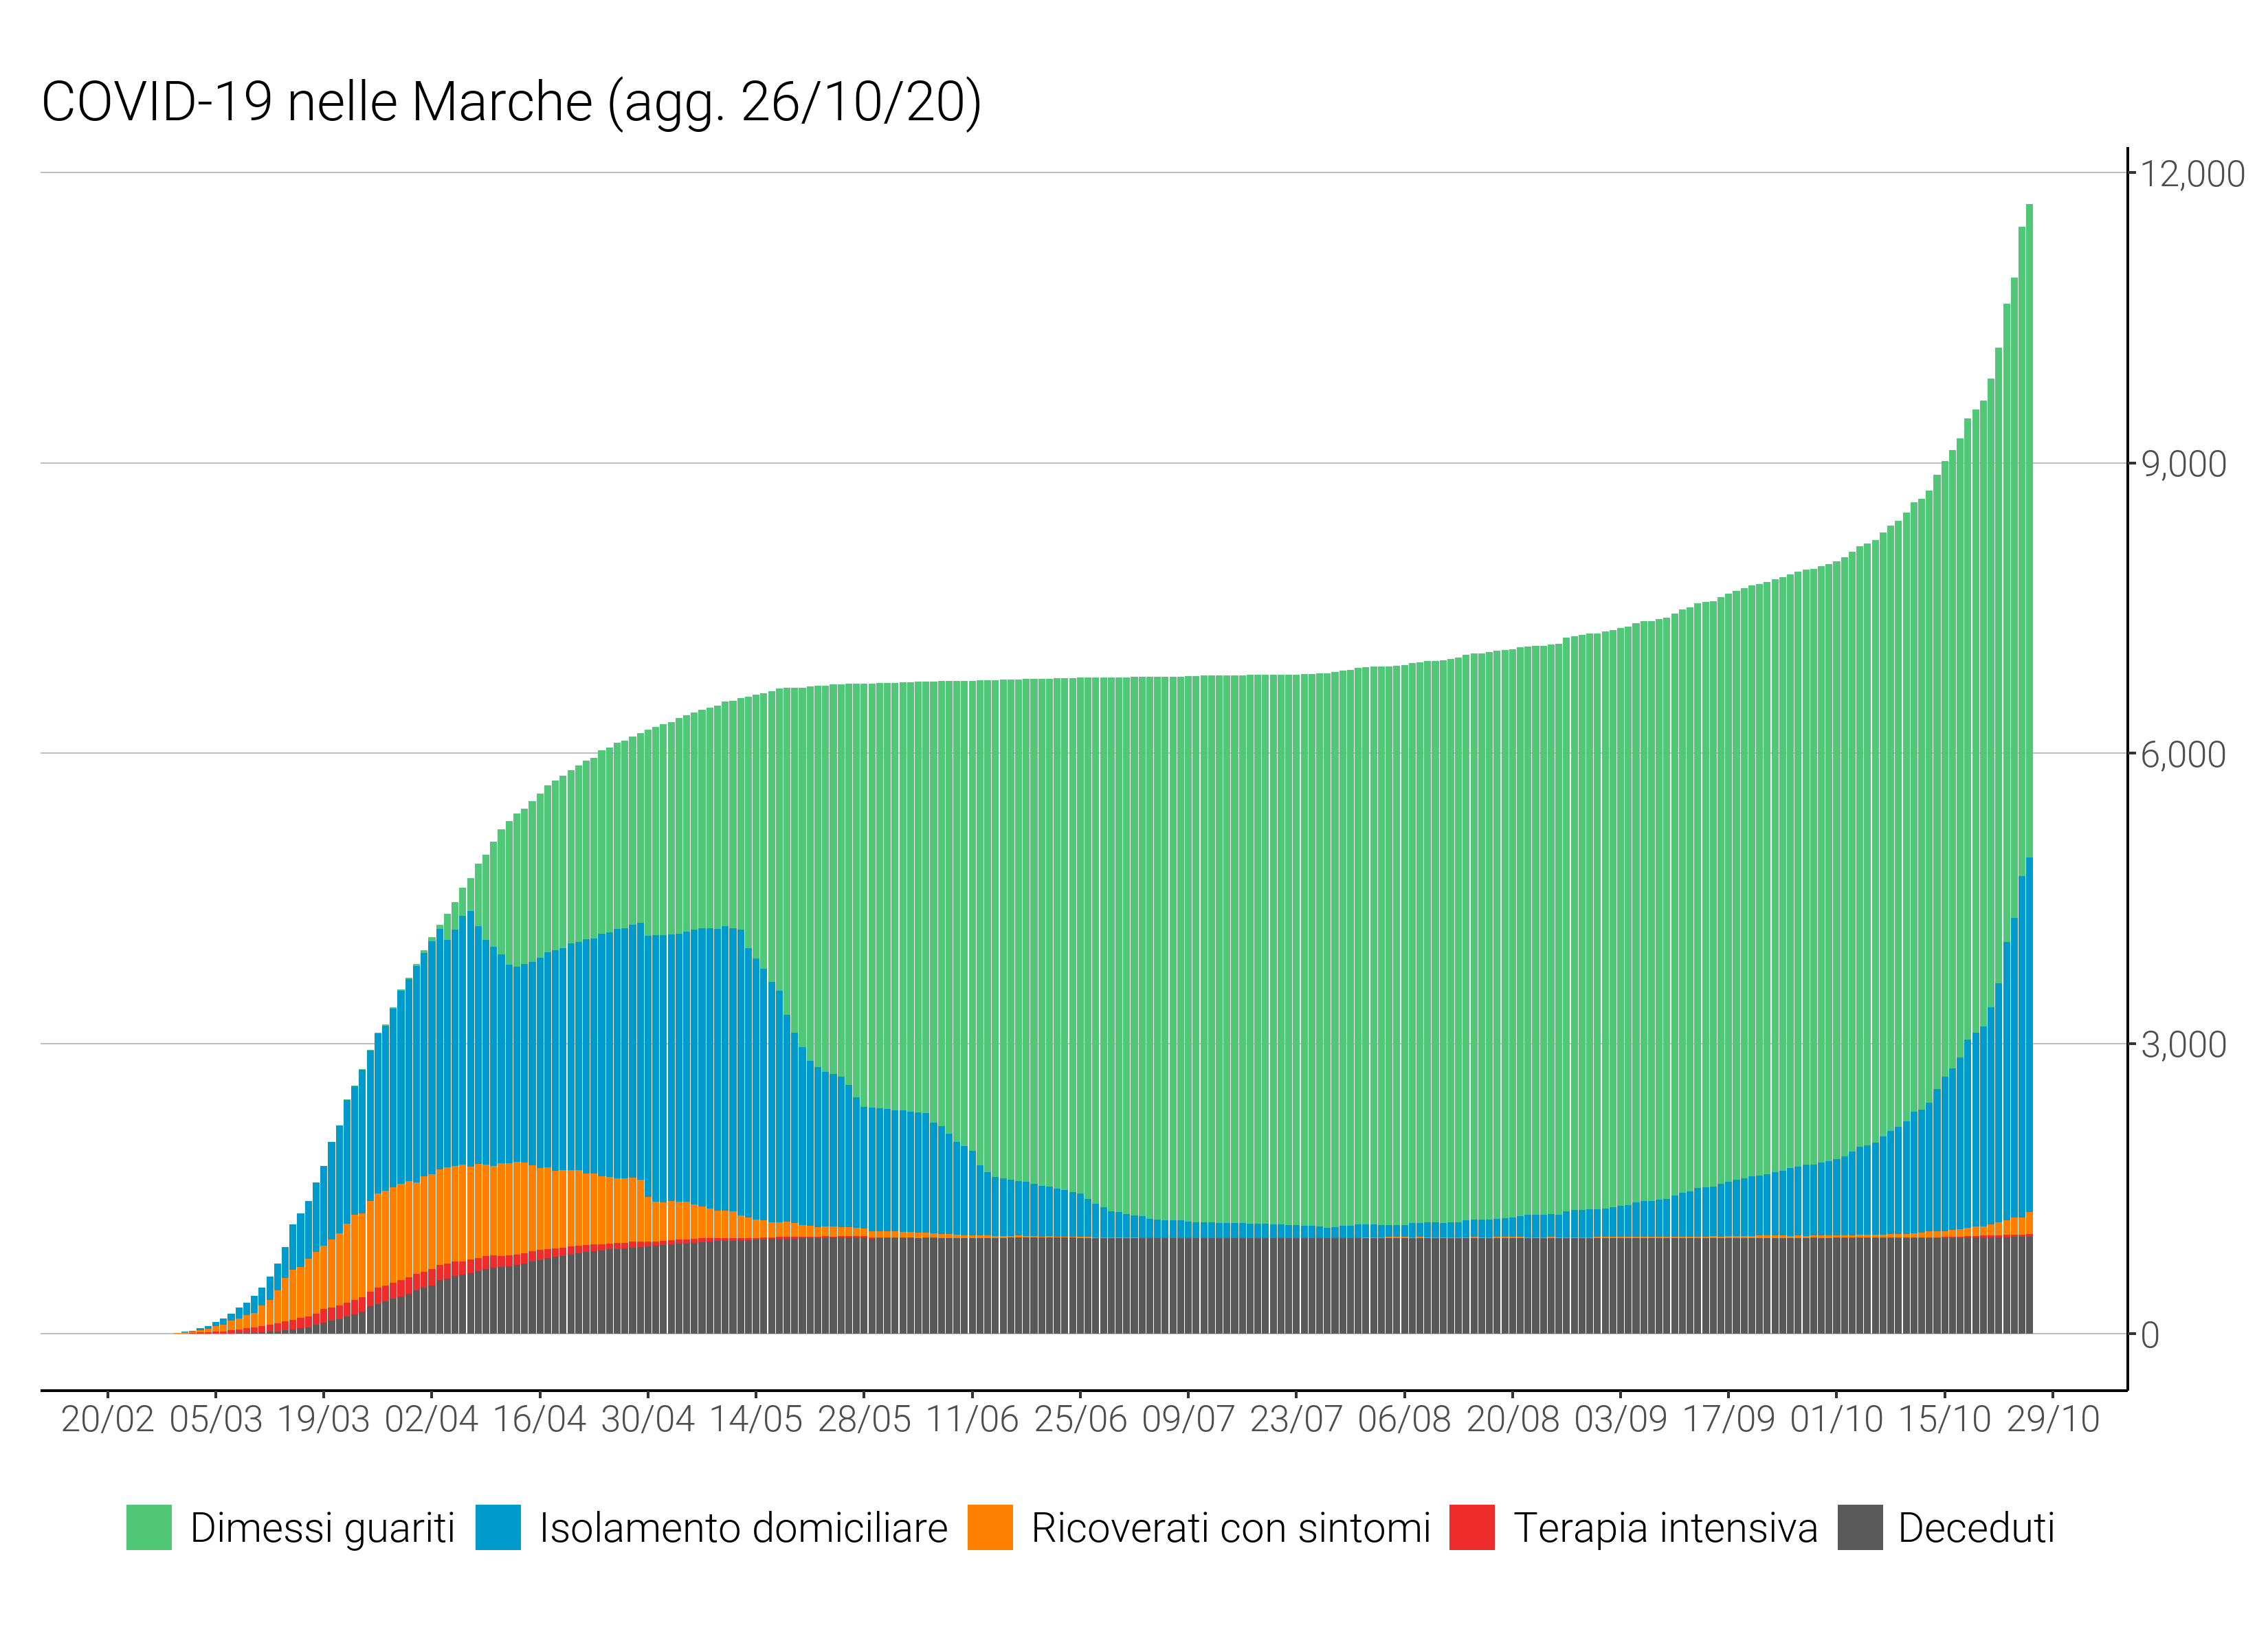 COVID-19 nelle Marche (agg. 26/10/20)
12,000
9,000
6,000
3,000
0
20/02 05/03 19/03 02/04 16/04 30/04 14/05 28/05 11/06 25/06 09/07 23/07 06/08 20/08 03/09 17/09 01/10 15/10 29/10
Dimessi guariti Isolamento domiciliare Ricoverati con sintomi Terapia intensiva Deceduti